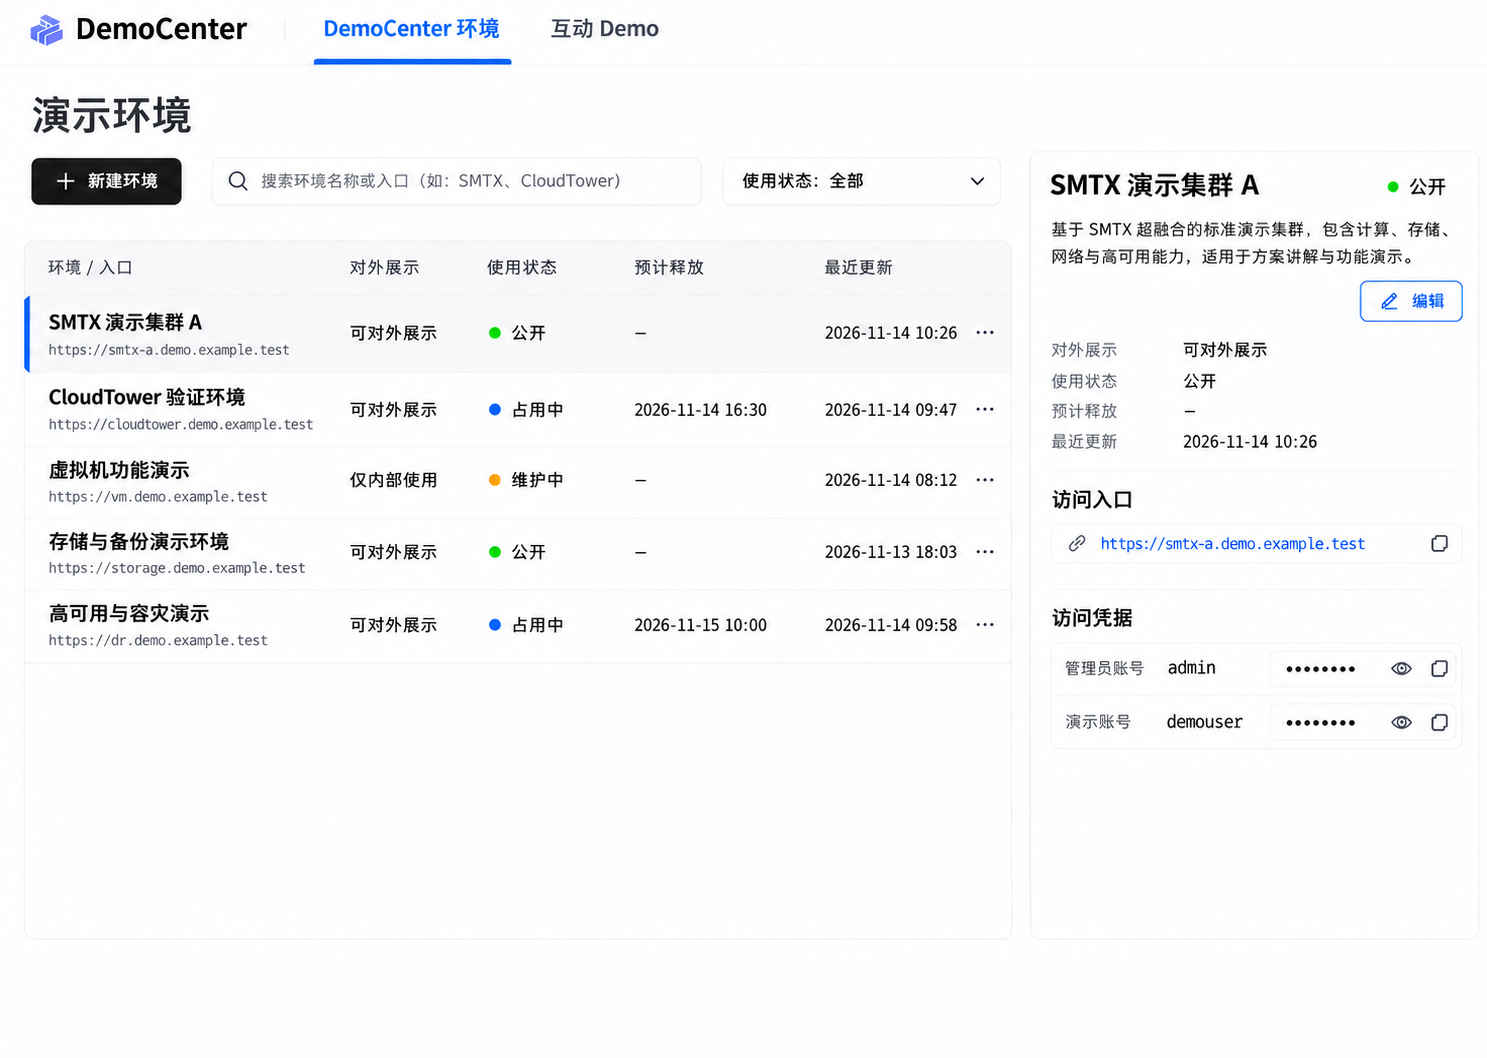 DemoCenter
DemoCenter 环境
互动 Demo
演示环境
新建环境
搜索环境名称或入口（如：SMTX、CloudTower）
使用状态：全部
环境 / 入口 对外展示 使用状态 预计释放 最近更新
SMTX 演示集群 A
https://smtx-a.demo.example.test
可对外展示 公开 – 2026-11-14 10:26 ···
CloudTower 验证环境
https://cloudtower.demo.example.test
可对外展示 占用中 2026-11-14 16:30 2026-11-14 09:47 ···
虚拟机功能演示
https://vm.demo.example.test
仅内部使用 维护中 – 2026-11-14 08:12 ···
存储与备份演示环境
https://storage.demo.example.test
可对外展示 公开 – 2026-11-13 18:03 ···
高可用与容灾演示
https://dr.demo.example.test
可对外展示 占用中 2026-11-15 10:00 2026-11-14 09:58 ···
SMTX 演示集群 A
公开
基于 SMTX 超融合的标准演示集群，包含计算、存储、
网络与高可用能力，适用于方案讲解与功能演示。
编辑
对外展示 可对外展示
使用状态 公开
预计释放 –
最近更新 2026-11-14 10:26
访问入口
https://smtx-a.demo.example.test
访问凭据
管理员账号 admin ••••••••
演示账号 demouser ••••••••